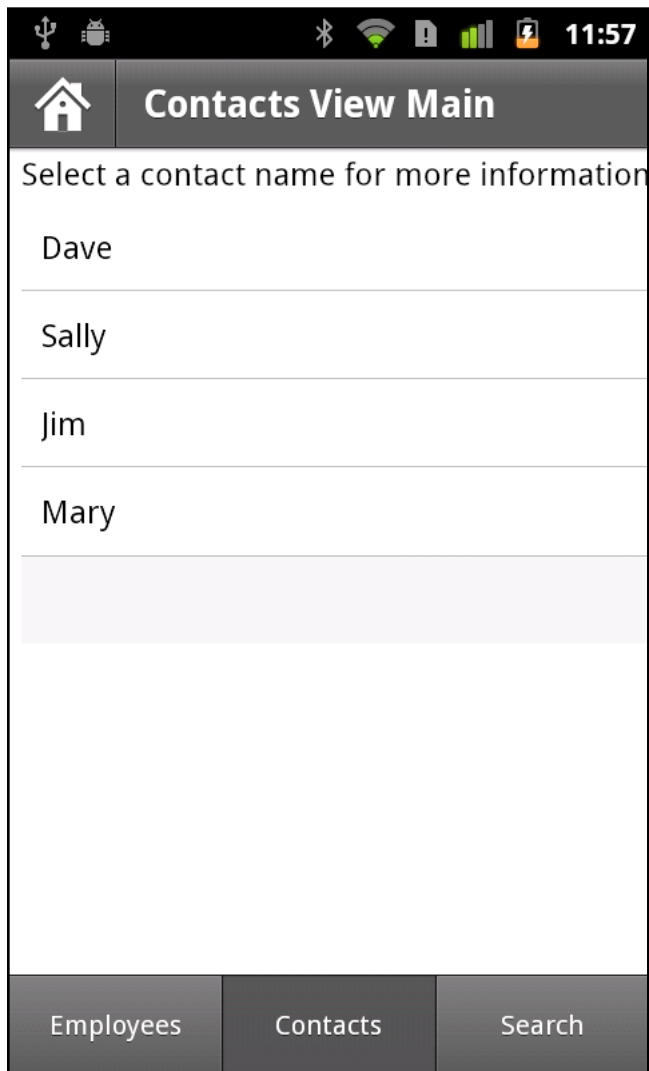 11:57
Contacts View Main
Select a contact name for more information
Dave
Sally
Jim
Mary
Employees Contacts Search